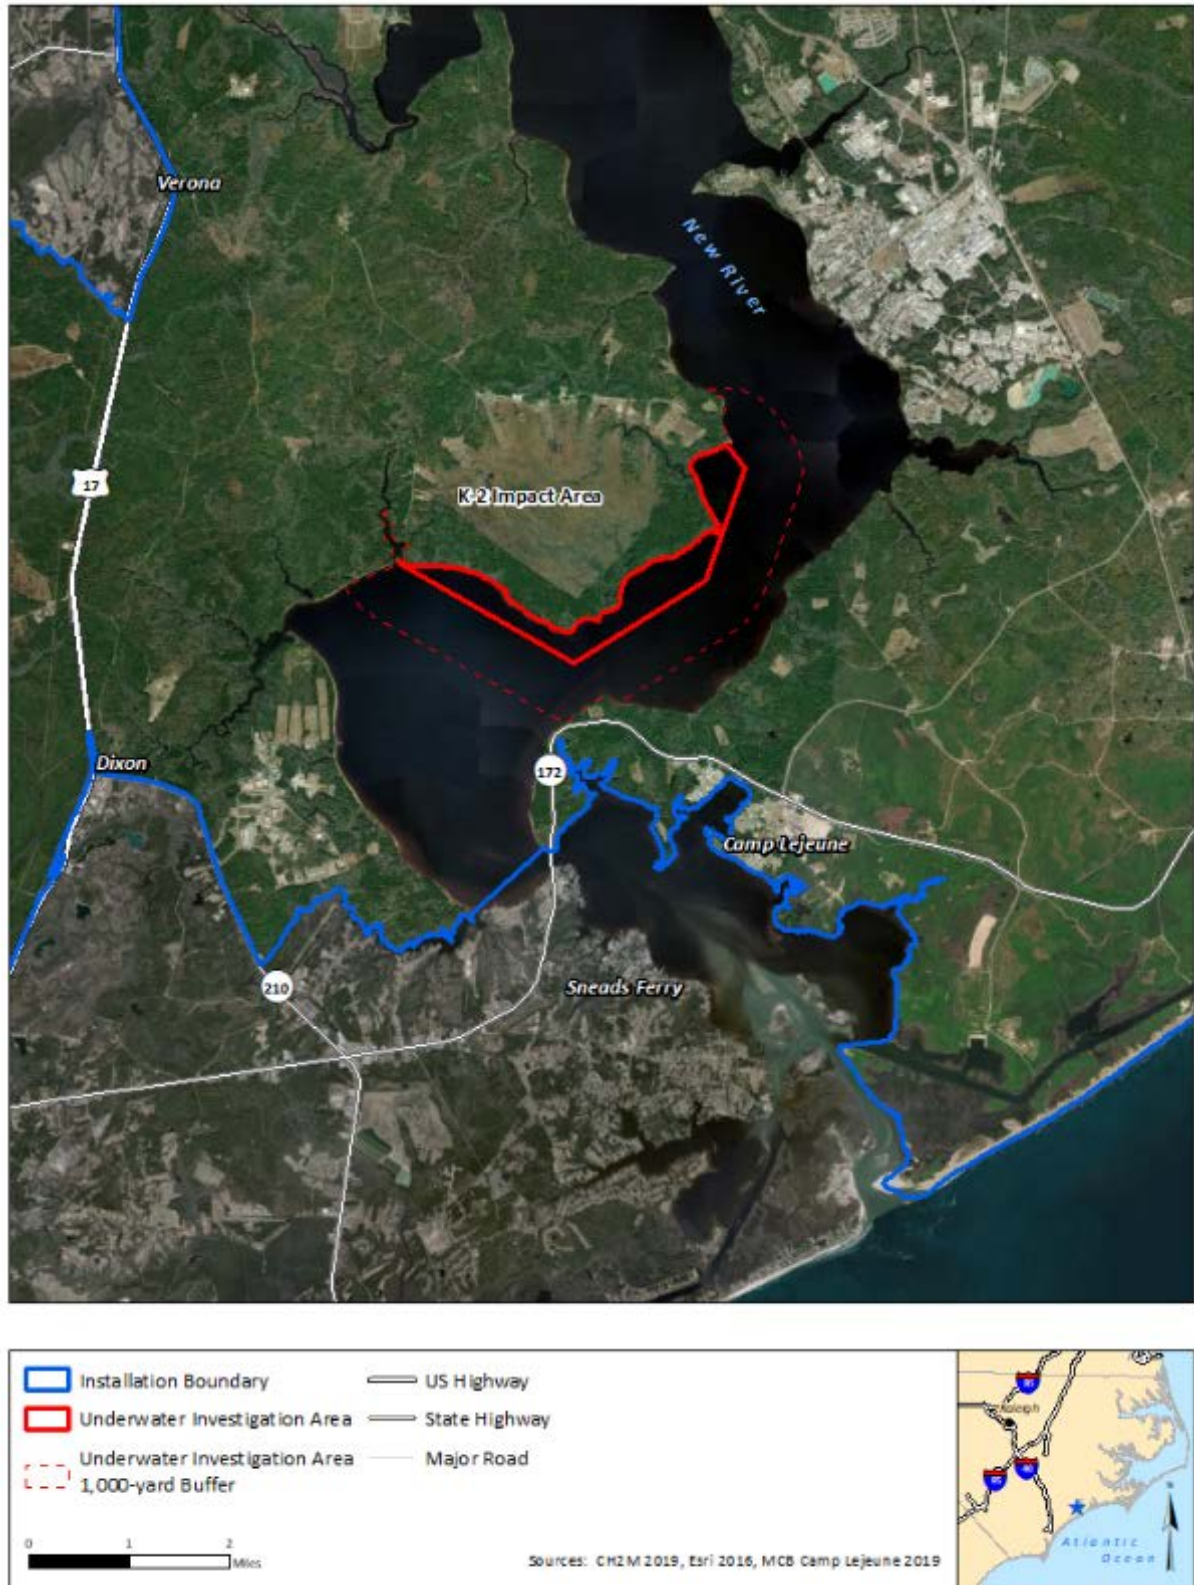 Verona
New River
17
K-2 Impact Area
Dixon
172
Camp Lejeune
210
Sneads Ferry
Installation Boundary
US Highway
Underwater Investigation Area
State Highway
Underwater Investigation Area
1,000-yard Buffer
Major Road
0 1 2
Miles
Sources: CH2M 2019, Esri 2016, MCB Camp Lejeune 2019
Raleigh
40
95
Atlantic
Ocean